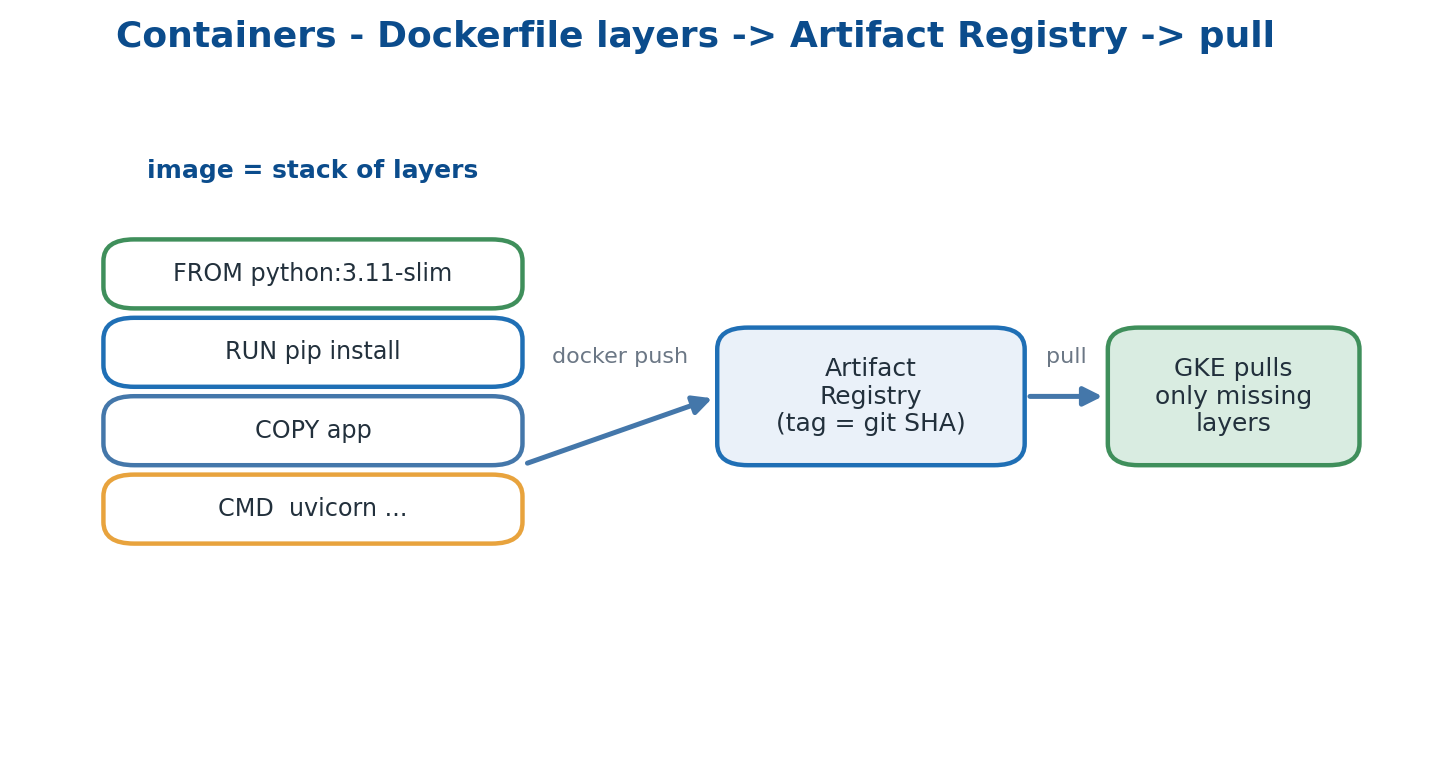 Containers - Dockerfile layers -> Artifact Registry -> pull
image = stack of layers
FROM python:3.11-slim
RUN pip install
COPY app
CMD  uvicorn ...
docker push
Artifact
Registry
(tag = git SHA)
pull
GKE pulls
only missing
layers